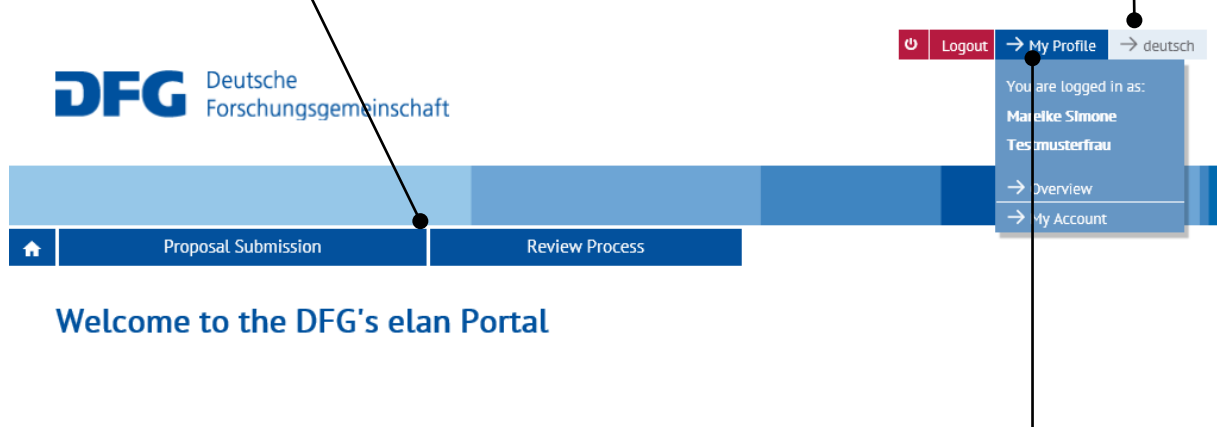 Logout
→ My Profile
→ deutsch
DFG
Deutsche
Forschungsgemeinschaft
You are logged in as:
Mareike Simone
Testmusterfrau
→ Overview
→ My Account
Proposal Submission
Review Process
Welcome to the DFG's elan Portal